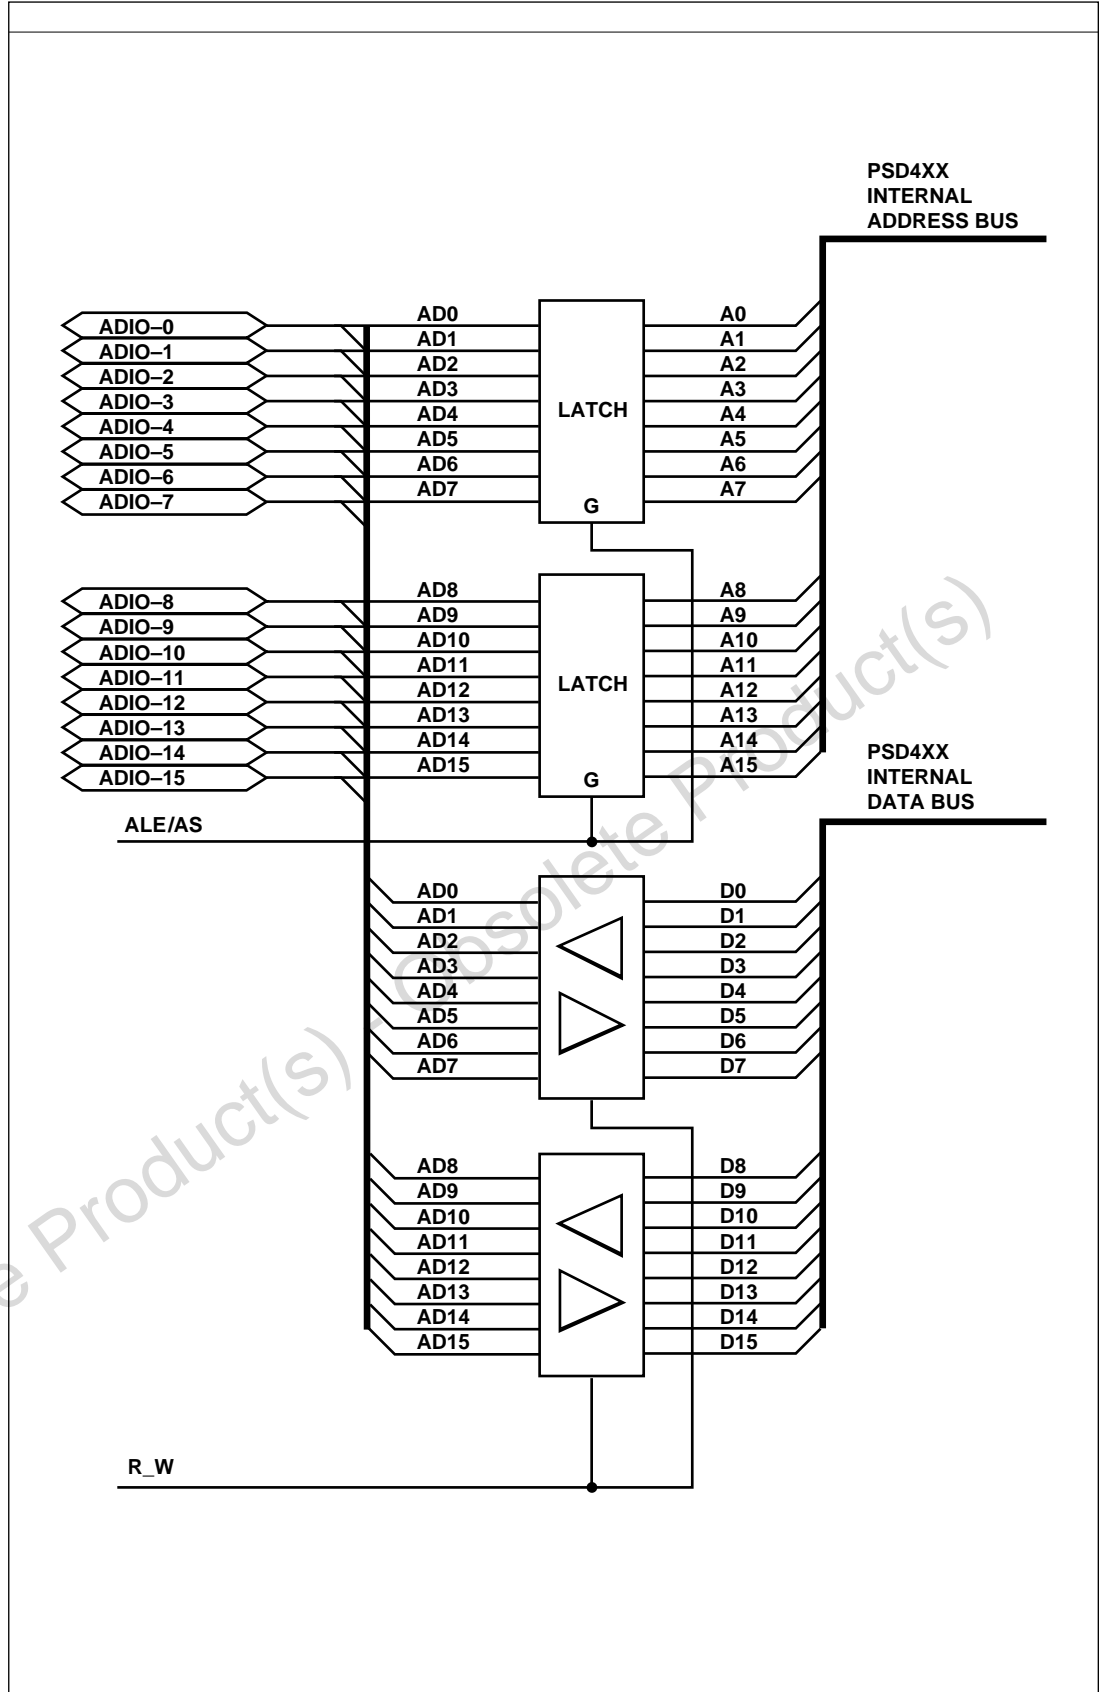 PSD4XX
INTERNAL
ADDRESS BUS
ADIO–0 AD0 A0
ADIO–1 AD1 A1
ADIO–2 AD2 A2
ADIO–3 AD3 A3
ADIO–4 AD4 LATCH A4
ADIO–5 AD5 A5
ADIO–6 AD6 A6
ADIO–7 AD7 A7
G
ADIO–8 AD8 A8
ADIO–9 AD9 A9
ADIO–10 AD10 A10
ADIO–11 AD11 A11
ADIO–12 AD12 LATCH A12
ADIO–13 AD13 A13
ADIO–14 AD14 A14
ADIO–15 AD15 A15
G
PSD4XX
INTERNAL
DATA BUS
ALE/AS
AD0 D0
AD1 D1
AD2 D2
AD3 D3
AD4 D4
AD5 D5
AD6 D6
AD7 D7
AD8 D8
AD9 D9
AD10 D10
AD11 D11
AD12 D12
AD13 D13
AD14 D14
AD15 D15
R_W
e Product(s) - Obsolete Product(s)